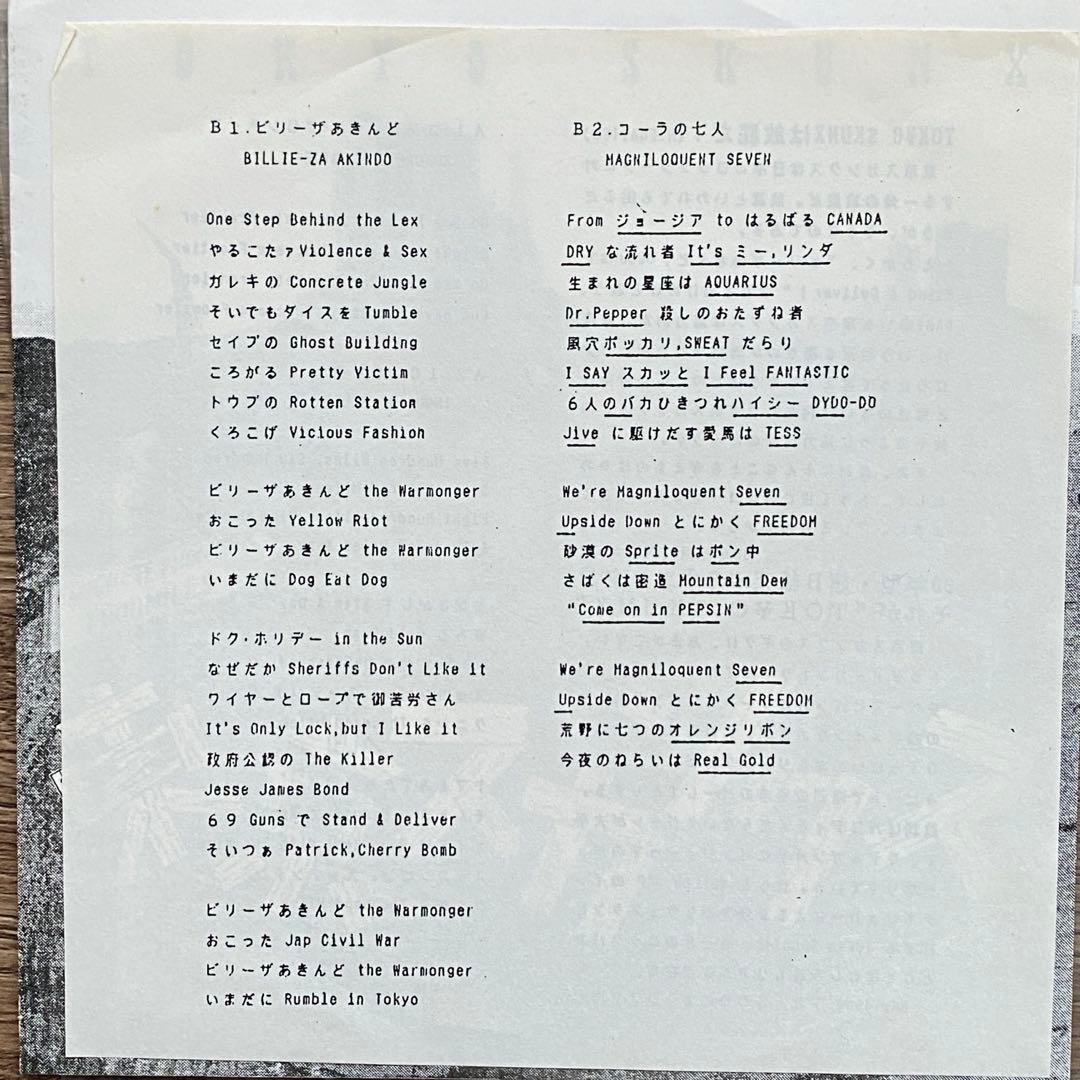 B1.ビリーザあきんど
BILLIE-ZA AKINDO
One Step Behind the Lex
やるこたァViolence & Sex
ガレキの Concrete Jungle
そいでもダイスを Tumble
セイブの Ghost Building
ころがる Pretty Victim
トウブの Rotten Station
くろこげ Vicious Fashion
ビリーザあきんど the Warmonger
おこった Yellow Riot
ビリーザあきんど the Warmonger
いまだに Dog Eat Dog
ドク・ホリデー in the Sun
なぜだか Sheriffs Don't Like it
ワイヤーとロープで御苦労さん
It's Only Lock,but I Like it
政府公認の The Killer
Jesse James Bond
69 Guns で Stand & Deliver
そいつぁ Patrick,Cherry Bomb
ビリーザあきんど the Warmonger
おこった Jap Civil War
ビリーザあきんど the Warmonger
いまだに Rumble in Tokyo
B2.コーラの七人
MAGNILOQUENT SEVEN
From ジョージア to はるばる CANADA
DRY な流れ者 It's ミー,リンダ
生まれの星座は AQUARIUS
Dr.Pepper 殺しのおたずね者
風穴ポッカリ,SWEAT だらり
I SAY スカッと I Feel FANTASTIC
6人のバカひきつれハイシー DYDO-DO
Jive に駆けだす愛馬は TESS
We're Magniloquent Seven
Upside Down とにかく FREEDOM
砂漠の Sprite はポン中
さばくは密造 Mountain Dew
"Come on in PEPSIN"
We're Magniloquent Seven
Upside Down とにかく FREEDOM
荒野に七つのオレンジリボン
今夜のねらいは Real Gold